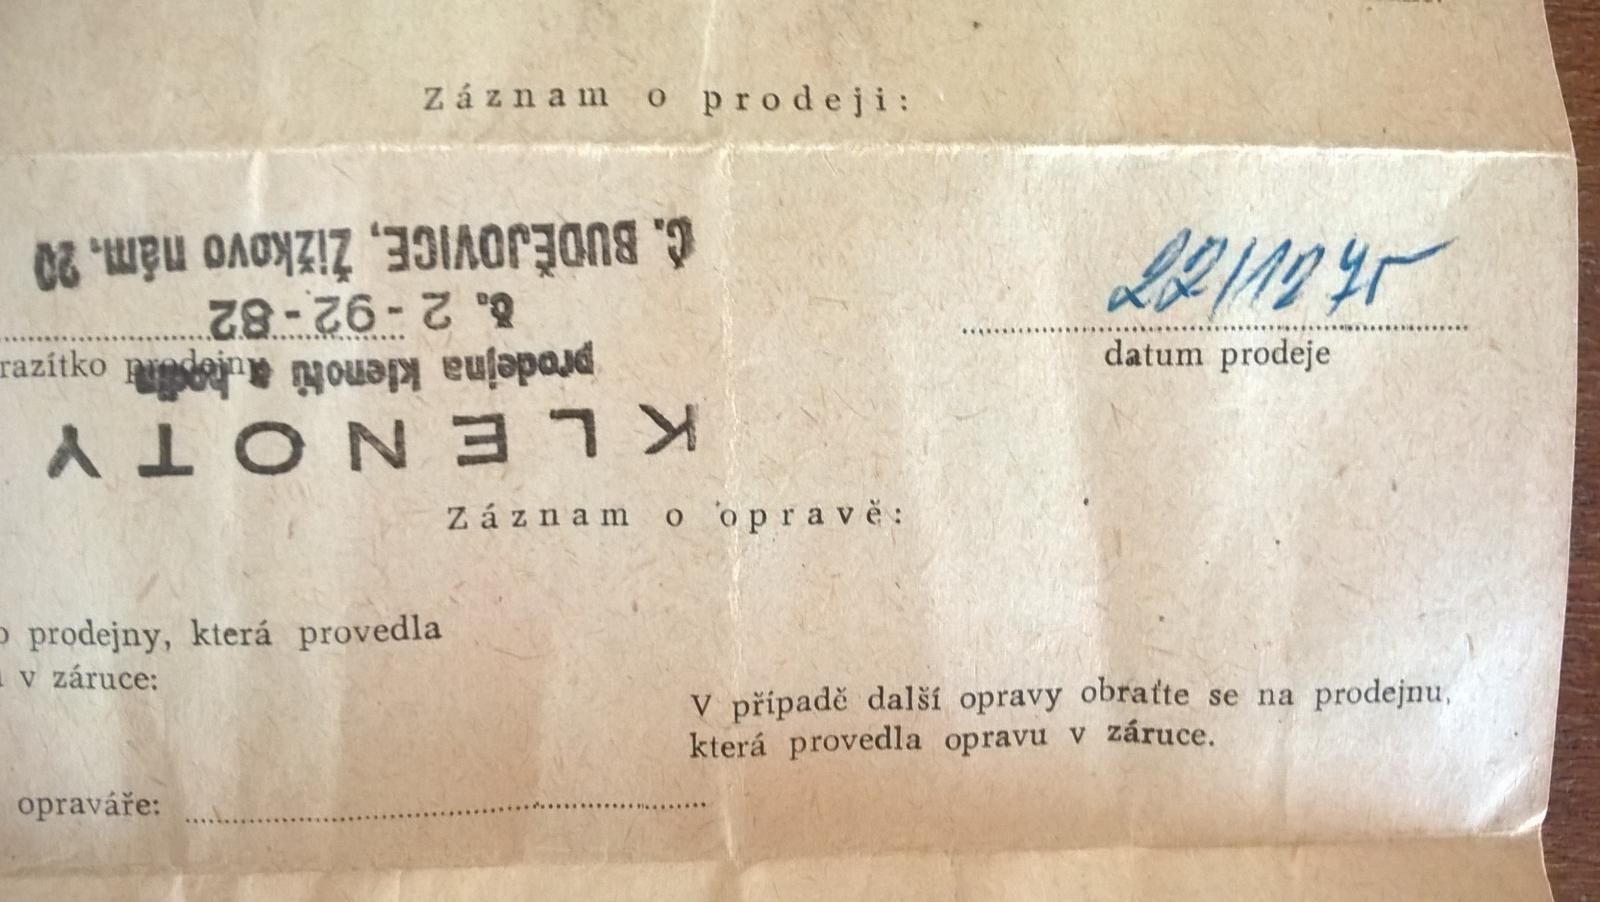 Záznam o prodeji:
Č. BUDĚJOVICE, Žižkovo nám. 20
č. 2 - 92 - 82
prodejna klenotů a hodin
KLENOTY
22/12 75
razítko prodejny
datum prodeje
Záznam o opravě:
prodejny, která provedla
v záruce:
V případě další opravy obraťte se na prodejnu,
která provedla opravu v záruce.
opraváře: